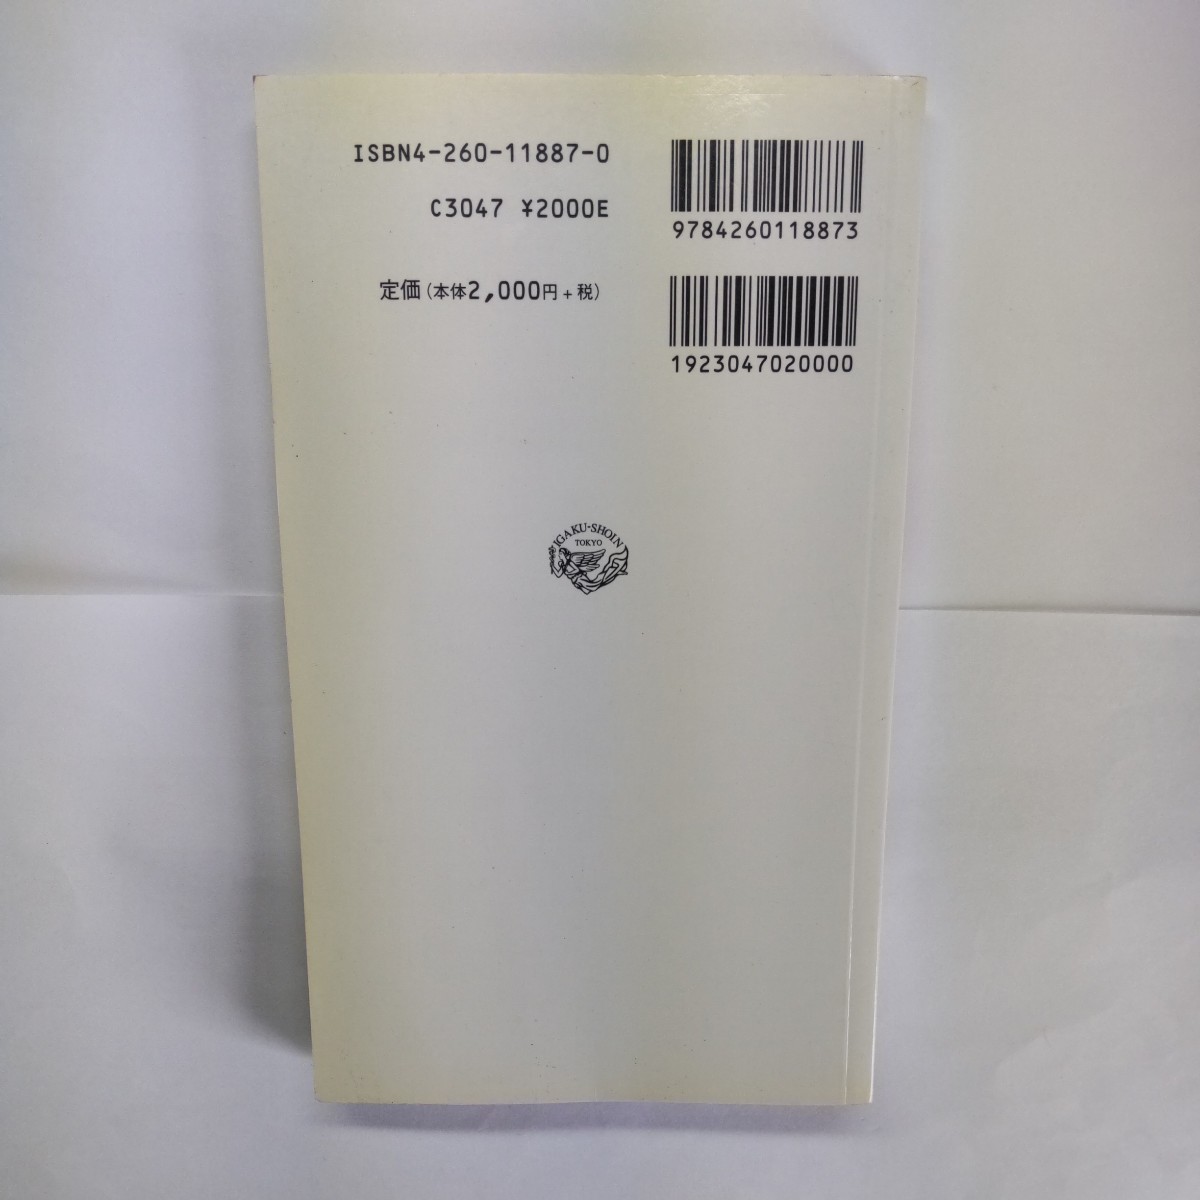 ISBN4-260-11887-0
C3047 ¥2000E
定価(本体2,000円+税)
9784260118873
1923047020000
IGAKU-SHOIN
TOKYO